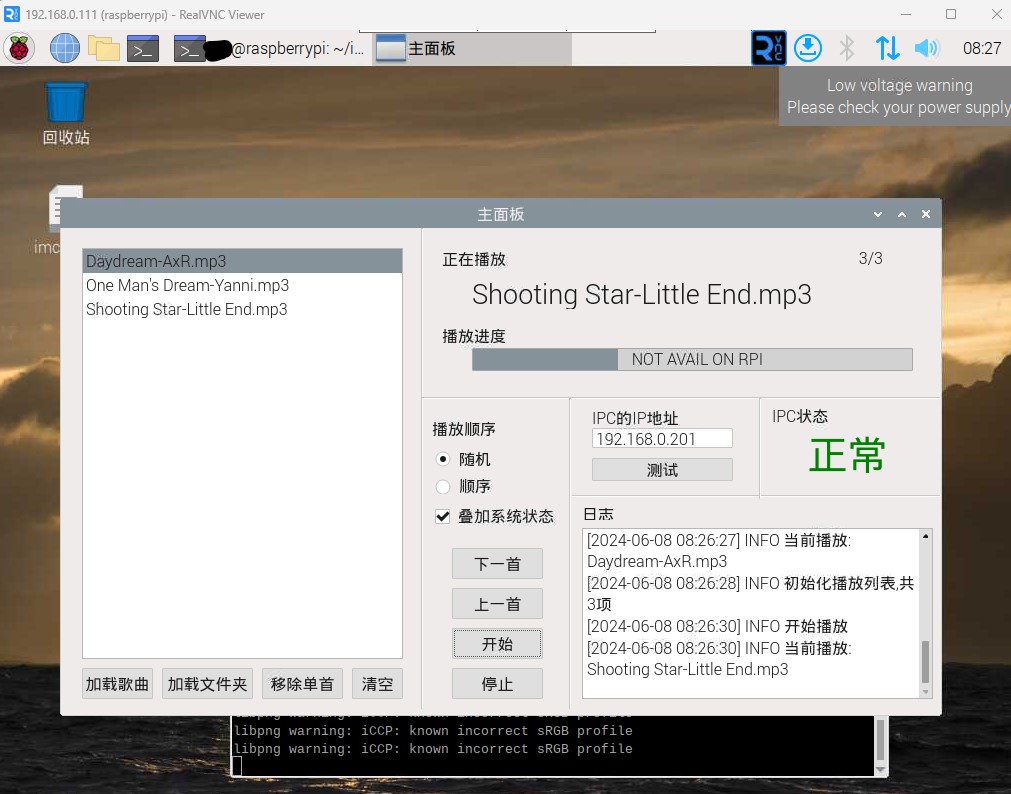 192.168.0.111 (raspberrypi) - RealVNC Viewer
@raspberrypi: ~/i...
主面板
08:27
Low voltage warning
Please check your power supply
回收站
imc
主面板
Daydream-AxR.mp3
One Man's Dream-Yanni.mp3
Shooting Star-Little End.mp3
加载歌曲
加载文件夹
移除单首
清空
正在播放
3/3
Shooting Star-Little End.mp3
播放进度
NOT AVAIL ON RPI
播放顺序
随机
顺序
叠加系统状态
下一首
上一首
开始
停止
IPC的IP地址
192.168.0.201
测试
IPC状态
正常
日志
[2024-06-08 08:26:27] INFO 当前播放:
Daydream-AxR.mp3
[2024-06-08 08:26:28] INFO 初始化播放列表,共
3项
[2024-06-08 08:26:30] INFO 开始播放
[2024-06-08 08:26:30] INFO 当前播放:
Shooting Star-Little End.mp3
libpng warning: iCCP: known incorrect sRGB profile
libpng warning: iCCP: known incorrect sRGB profile
libpng warning: iCCP: known incorrect sRGB profile